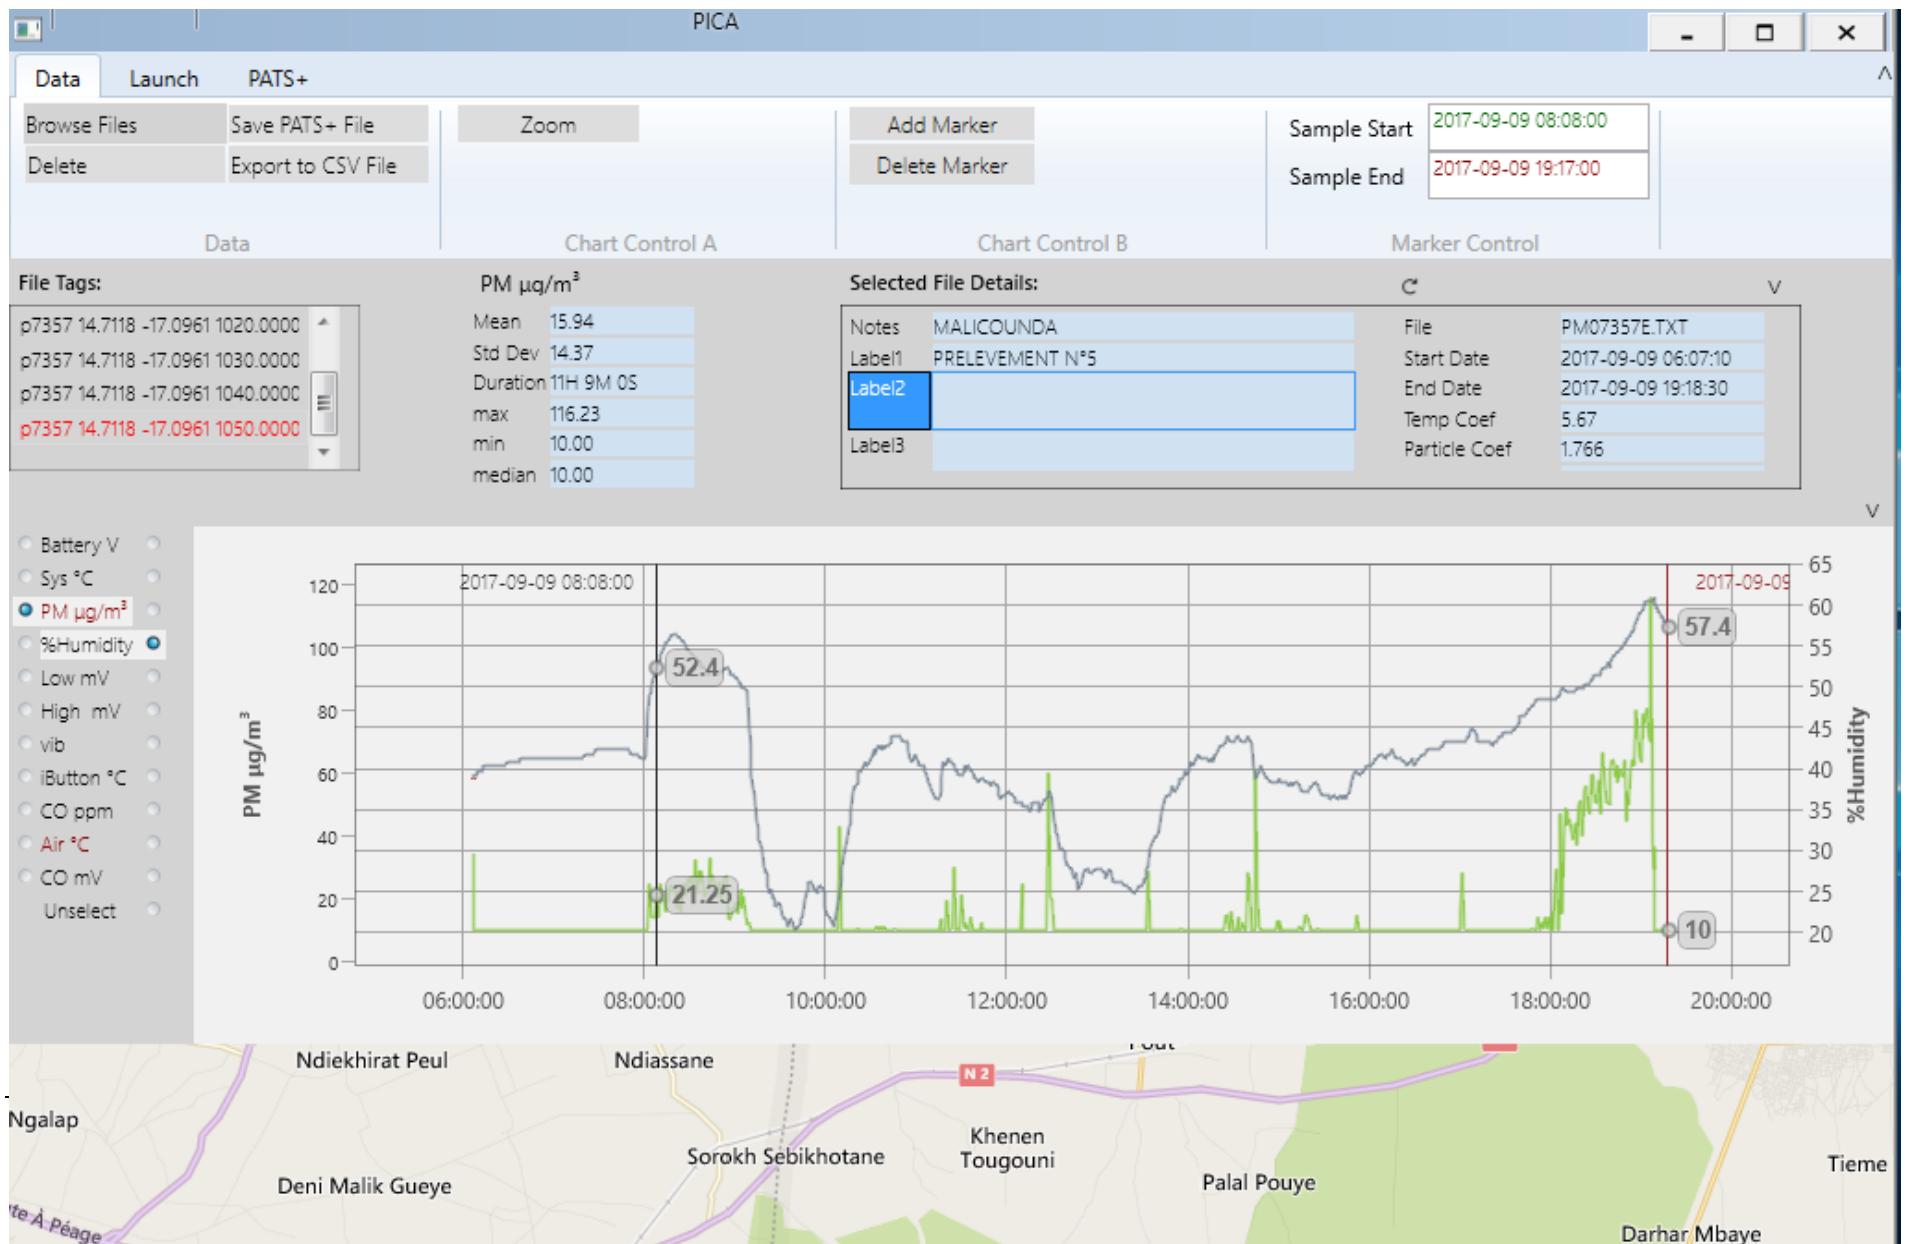 PICA
Data Launch PATS+
Browse Files Save PATS+ File Zoom Add Marker Sample Start 2017-09-09 08:08:00
Delete Export to CSV File Delete Marker Sample End 2017-09-09 19:17:00
Data Chart Control A Chart Control B Marker Control
File Tags:
p7357 14.7118 -17.0961 1020.0000
p7357 14.7118 -17.0961 1030.0000
p7357 14.7118 -17.0961 1040.0000
p7357 14.7118 -17.0961 1050.0000
PM µg/m³
Mean 15.94
Std Dev 14.37
Duration 11H 9M 0S
max 116.23
min 10.00
median 10.00
Selected File Details:
Notes MALICOUNDA
Label1 PRELEVEMENT N°5
Label2
Label3
File PM07357E.TXT
Start Date 2017-09-09 06:07:10
End Date 2017-09-09 19:18:30
Temp Coef 5.67
Particle Coef 1.766
Battery V
Sys °C
PM µg/m³
%Humidity
Low mV
High mV
vib
iButton °C
CO ppm
Air °C
CO mV
Unselect
PM µg/m³
120
100
80
60
40
20
0
2017-09-09 08:08:00
2017-09-09
52.4
21.25
57.4
10
65
60
55
50
45
40
35
30
25
20
%Humidity
06:00:00 08:00:00 10:00:00 12:00:00 14:00:00 16:00:00 18:00:00 20:00:00
Ndiekhirat Peul
Ndiassane
N 2
Ngalap
Khenen
Tougouni
Sorokh Sebikhotane
Tieme
Deni Malik Gueye
Palal Pouye
te À Péage
Darhar Mbaye